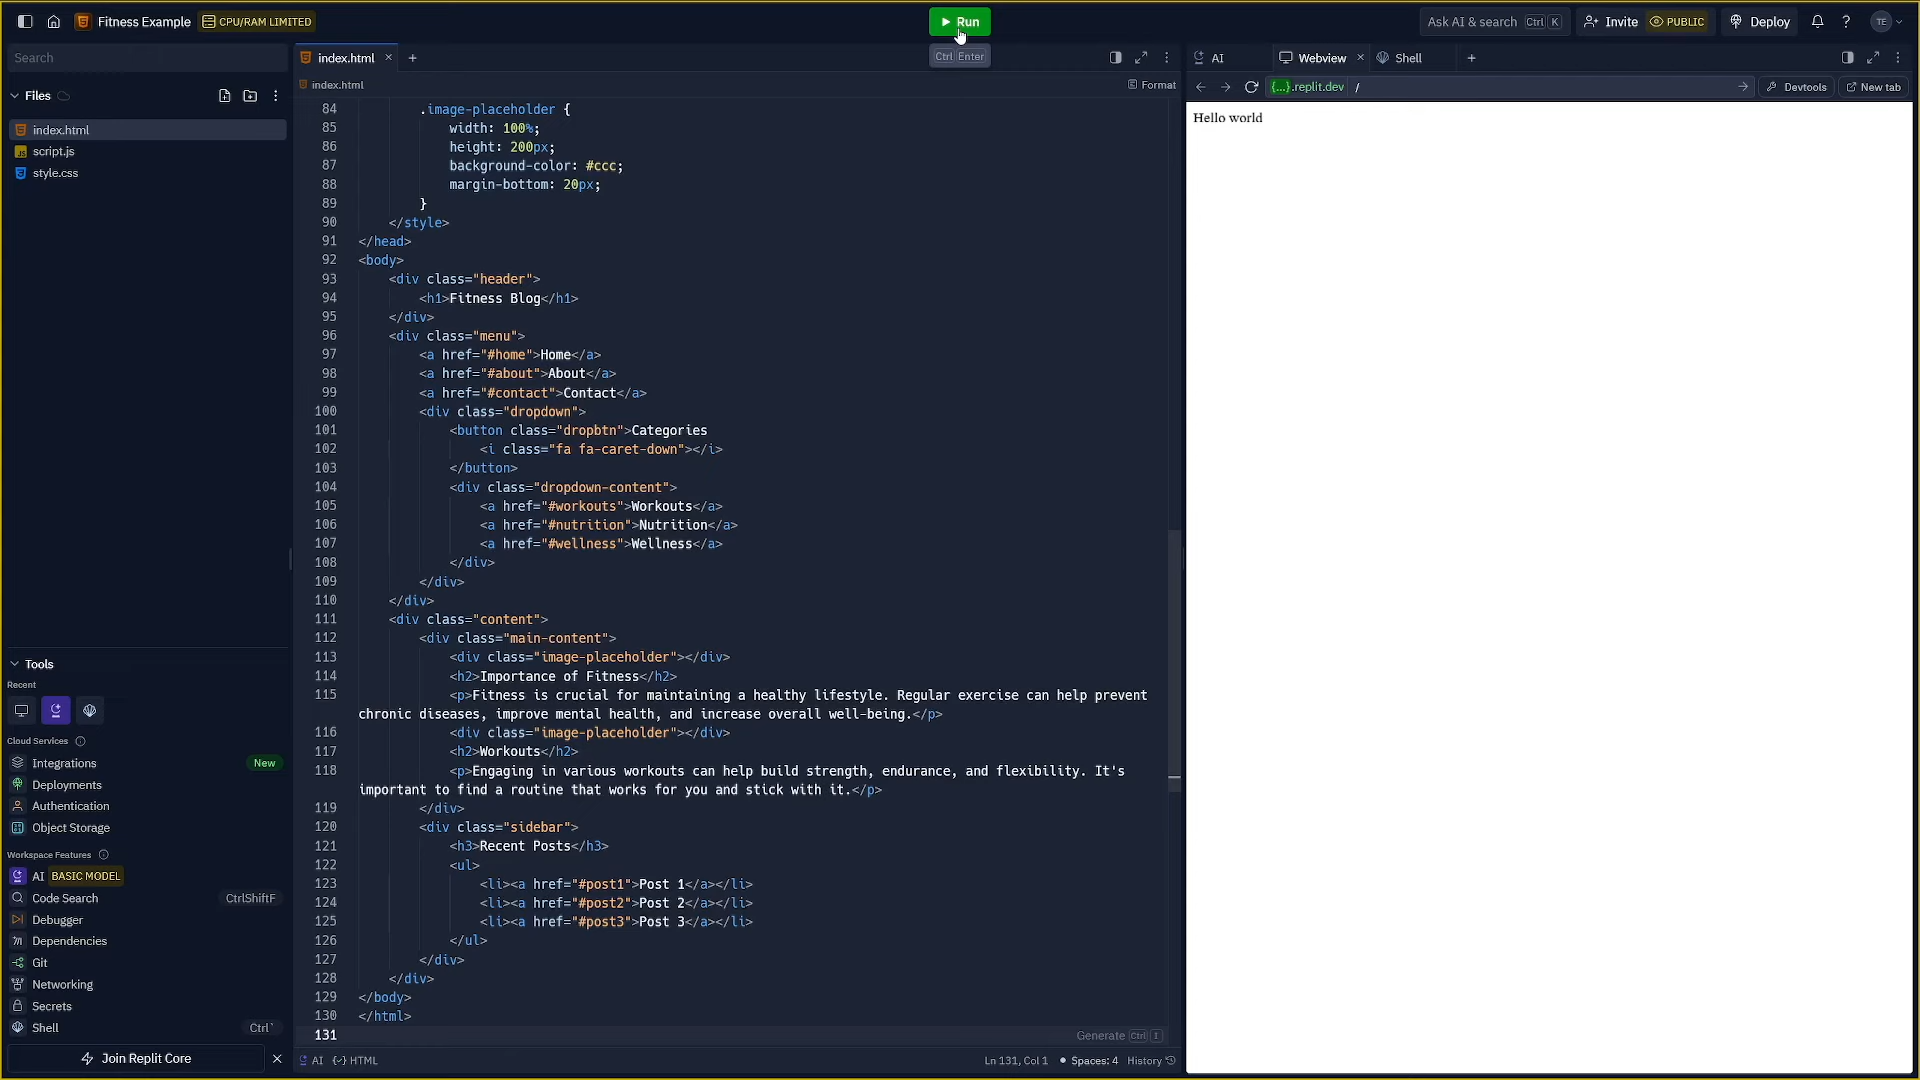 Fitness Example
CPU/RAM LIMITED
Run
Ask AI & search Ctrl K
Invite
PUBLIC
Deploy
TE
Search
index.html
Ctrl Enter
AI
Webview
Shell
index.html
Format
{...}.replit.dev /
Devtools
New tab
Files
index.html
script.js
style.css
Hello world
84 .image-placeholder {
85 width: 100%;
86 height: 200px;
87 background-color: #ccc;
88 margin-bottom: 20px;
89 }
90 </style>
91 </head>
92 <body>
93 <div class="header">
94 <h1>Fitness Blog</h1>
95 </div>
96 <div class="menu">
97 <a href="#home">Home</a>
98 <a href="#about">About</a>
99 <a href="#contact">Contact</a>
100 <div class="dropdown">
101 <button class="dropbtn">Categories
102 <i class="fa fa-caret-down"></i>
103 </button>
104 <div class="dropdown-content">
105 <a href="#workouts">Workouts</a>
106 <a href="#nutrition">Nutrition</a>
107 <a href="#wellness">Wellness</a>
108 </div>
109 </div>
110 </div>
111 <div class="content">
112 <div class="main-content">
113 <div class="image-placeholder"></div>
114 <h2>Importance of Fitness</h2>
115 <p>Fitness is crucial for maintaining a healthy lifestyle. Regular exercise can help prevent
chronic diseases, improve mental health, and increase overall well-being.</p>
116 <div class="image-placeholder"></div>
117 <h2>Workouts</h2>
118 <p>Engaging in various workouts can help build strength, endurance, and flexibility. It's
important to find a routine that works for you and stick with it.</p>
119 </div>
120 <div class="sidebar">
121 <h3>Recent Posts</h3>
122 <ul>
123 <li><a href="#post1">Post 1</a></li>
124 <li><a href="#post2">Post 2</a></li>
125 <li><a href="#post3">Post 3</a></li>
126 </ul>
127 </div>
128 </div>
129 </body>
130 </html>
131
Generate Ctrl I
Tools
Recent
Cloud Services
Integrations New
Deployments
Authentication
Object Storage
Workspace Features
AI BASIC MODEL
Code Search CtrlShiftF
Debugger
Dependencies
Git
Networking
Secrets
Shell Ctrl`
Join Replit Core
AI {} HTML
Ln 131, Col 1 • Spaces: 4 History